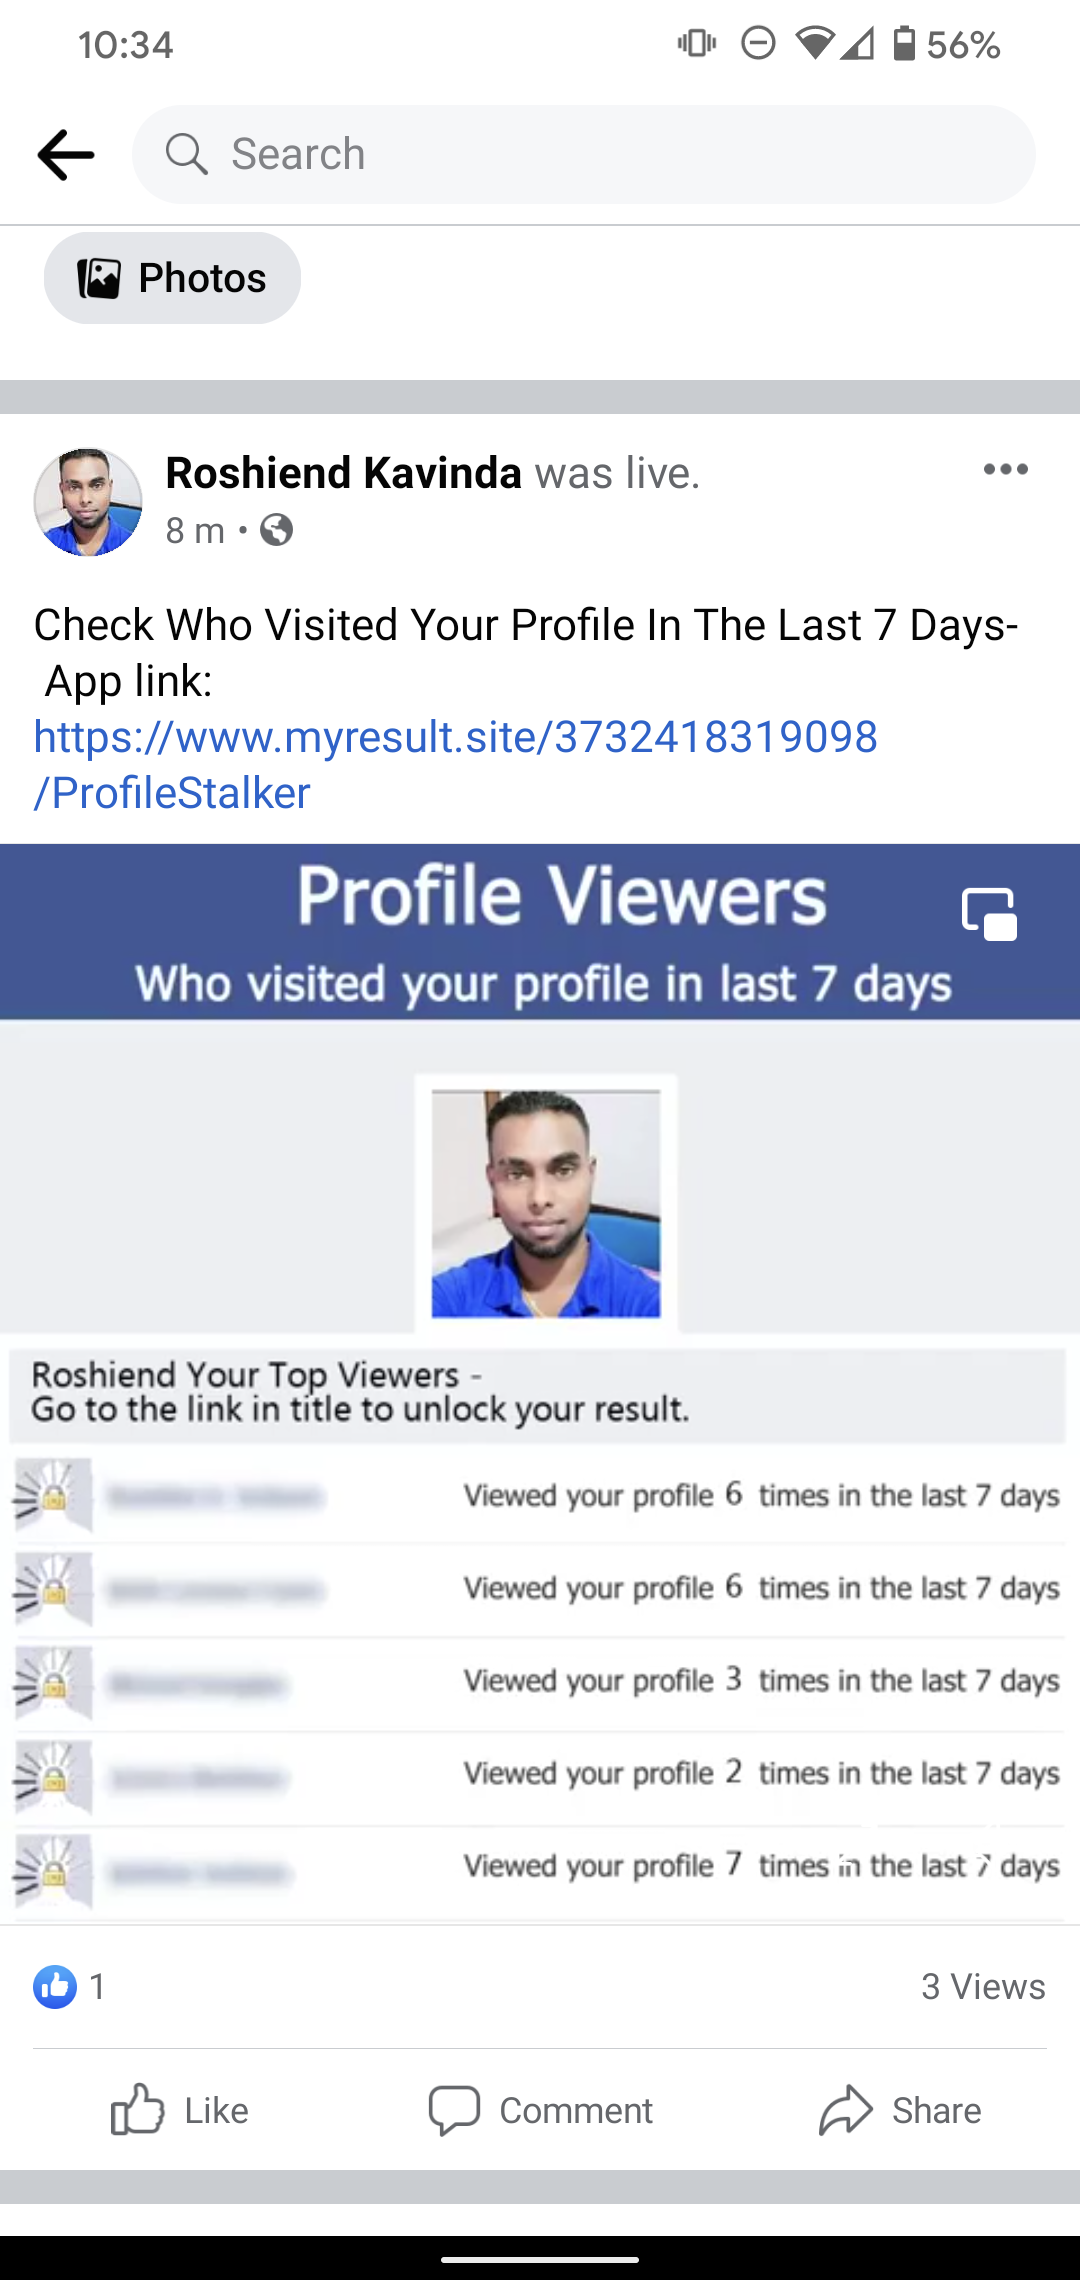 10:34
56%
Search
Photos
Roshiend Kavinda was live.
8 m ·
Check Who Visited Your Profile In The Last 7 Days-
App link:
https://www.myresult.site/3732418319098
/ProfileStalker
Profile Viewers
Who visited your profile in last 7 days
Roshiend Your Top Viewers -
Go to the link in title to unlock your result.
Viewed your profile 6 times in the last 7 days
Viewed your profile 6 times in the last 7 days
Viewed your profile 3 times in the last 7 days
Viewed your profile 2 times in the last 7 days
Viewed your profile 7 times in the last 7 days
1
3 Views
Like
Comment
Share